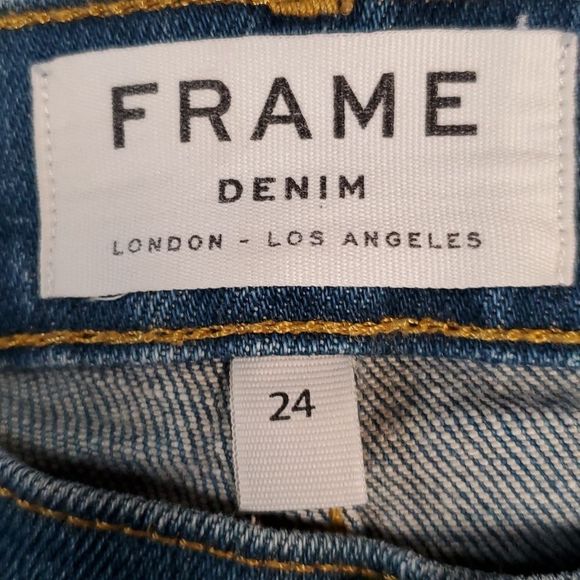 FRAME
DENIM
LONDON - LOS ANGELES
24